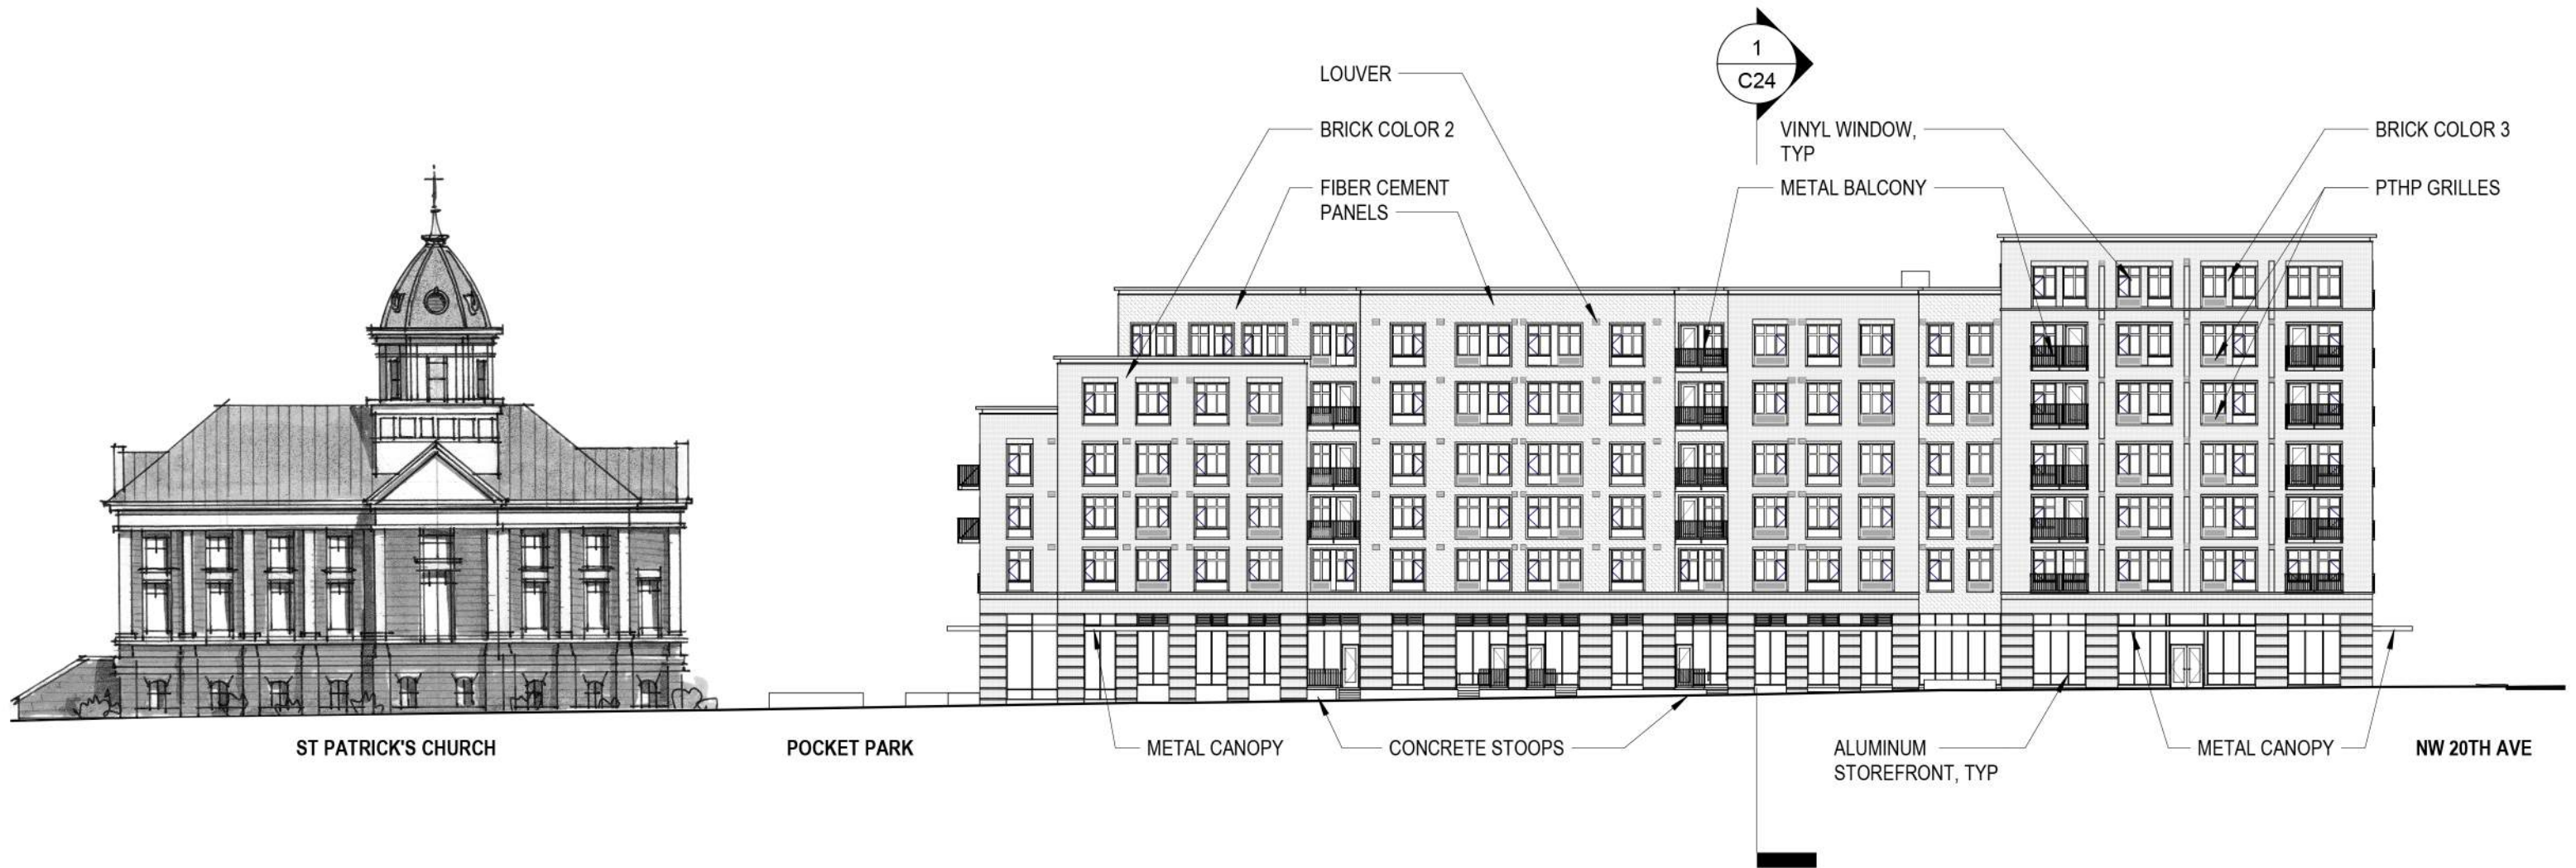 1
C24
LOUVER
BRICK COLOR 2
VINYL WINDOW,
TYP
BRICK COLOR 3
FIBER CEMENT
PANELS
METAL BALCONY
PTHP GRILLES
ST PATRICK'S CHURCH
POCKET PARK
METAL CANOPY
CONCRETE STOOPS
ALUMINUM
STOREFRONT, TYP
METAL CANOPY
NW 20TH AVE